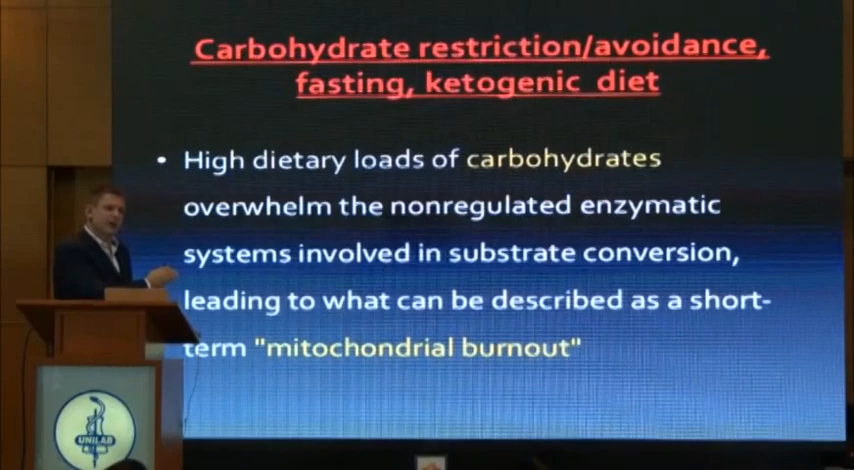 Carbohydrate restriction/avoidance,
fasting, ketogenic diet
• High dietary loads of carbohydrates
overwhelm the nonregulated enzymatic
systems involved in substrate conversion,
leading to what can be described as a short-
term "mitochondrial burnout"
UNILAB